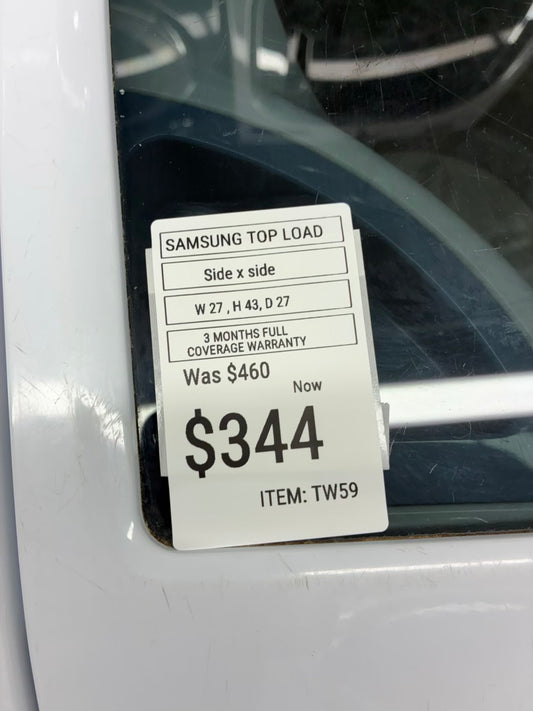 SAMSUNG TOP LOAD
Side x side
W 27 , H 43, D 27
3 MONTHS FULL
COVERAGE WARRANTY
Was $460
Now
$344
ITEM: TW59